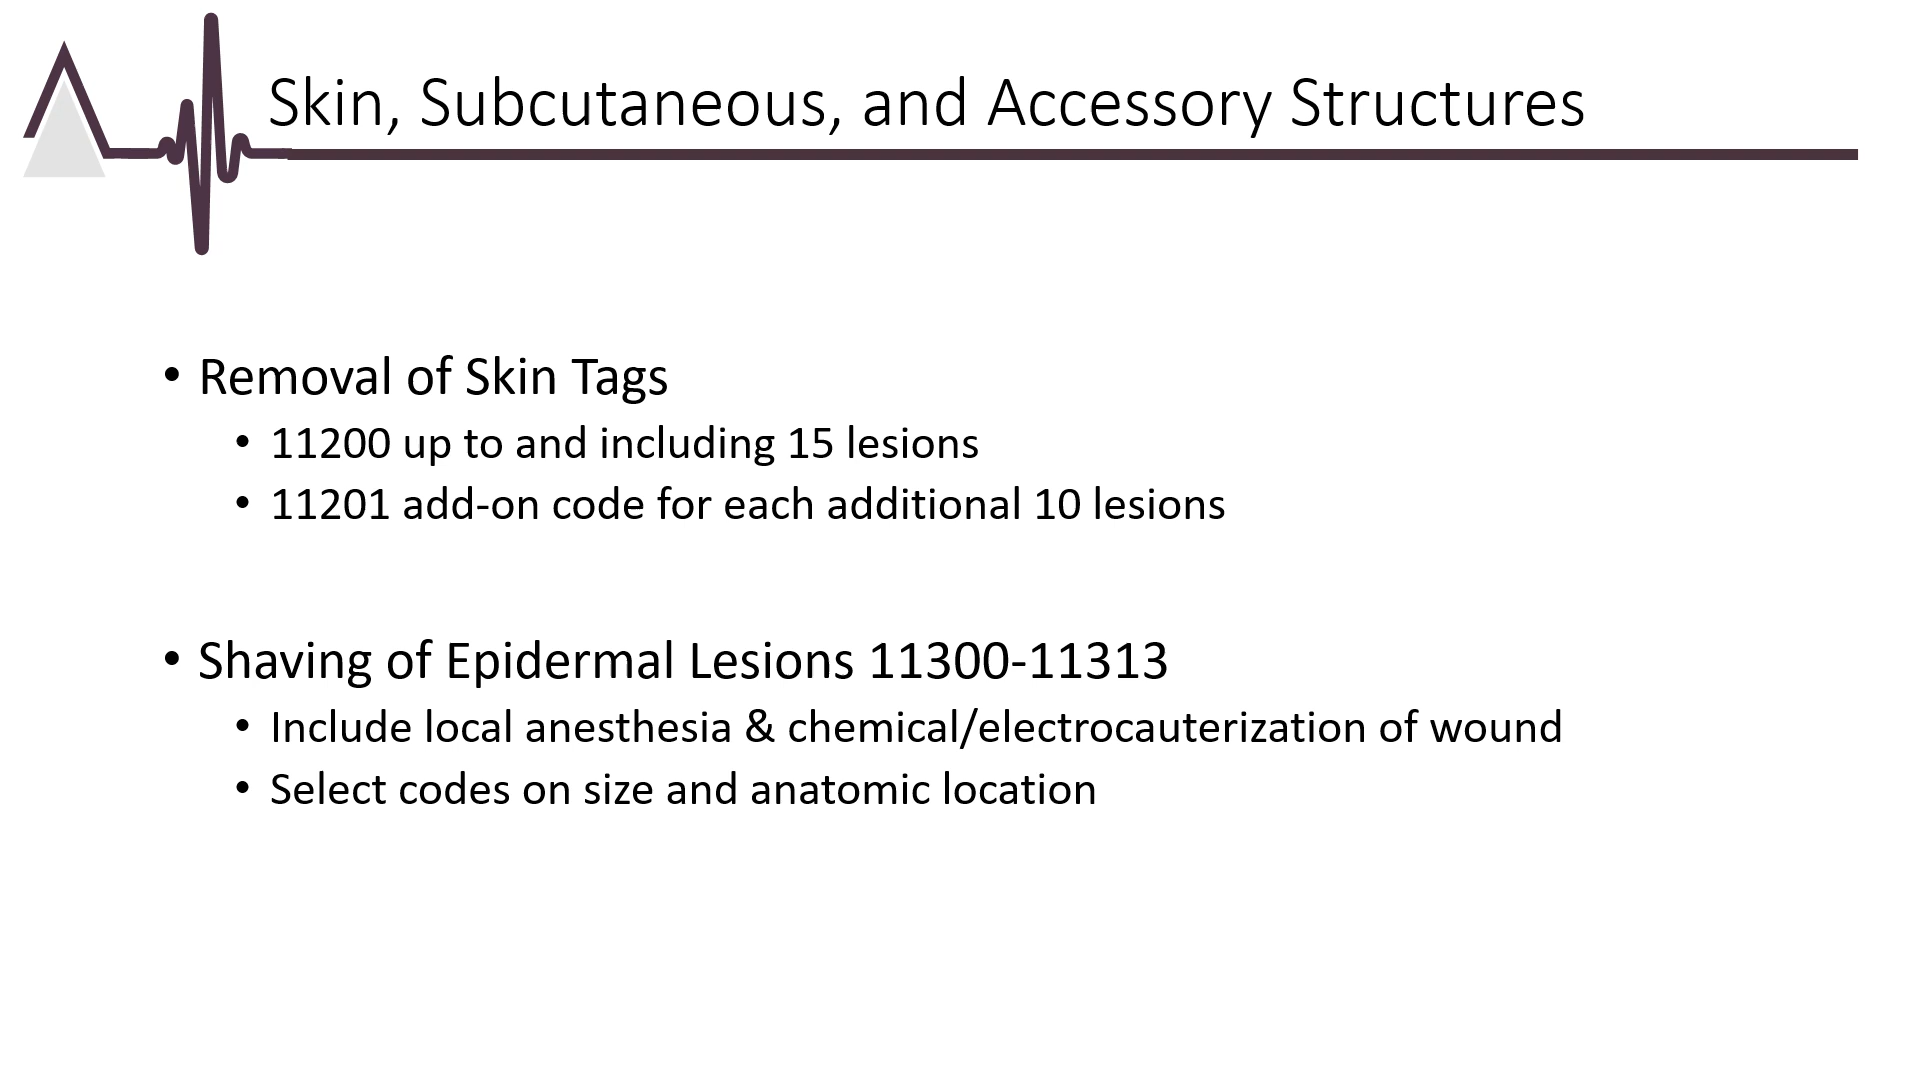 Skin, Subcutaneous, and Accessory Structures
• Removal of Skin Tags
• 11200 up to and including 15 lesions
• 11201 add-on code for each additional 10 lesions
• Shaving of Epidermal Lesions 11300-11313
• Include local anesthesia & chemical/electrocauterization of wound
• Select codes on size and anatomic location